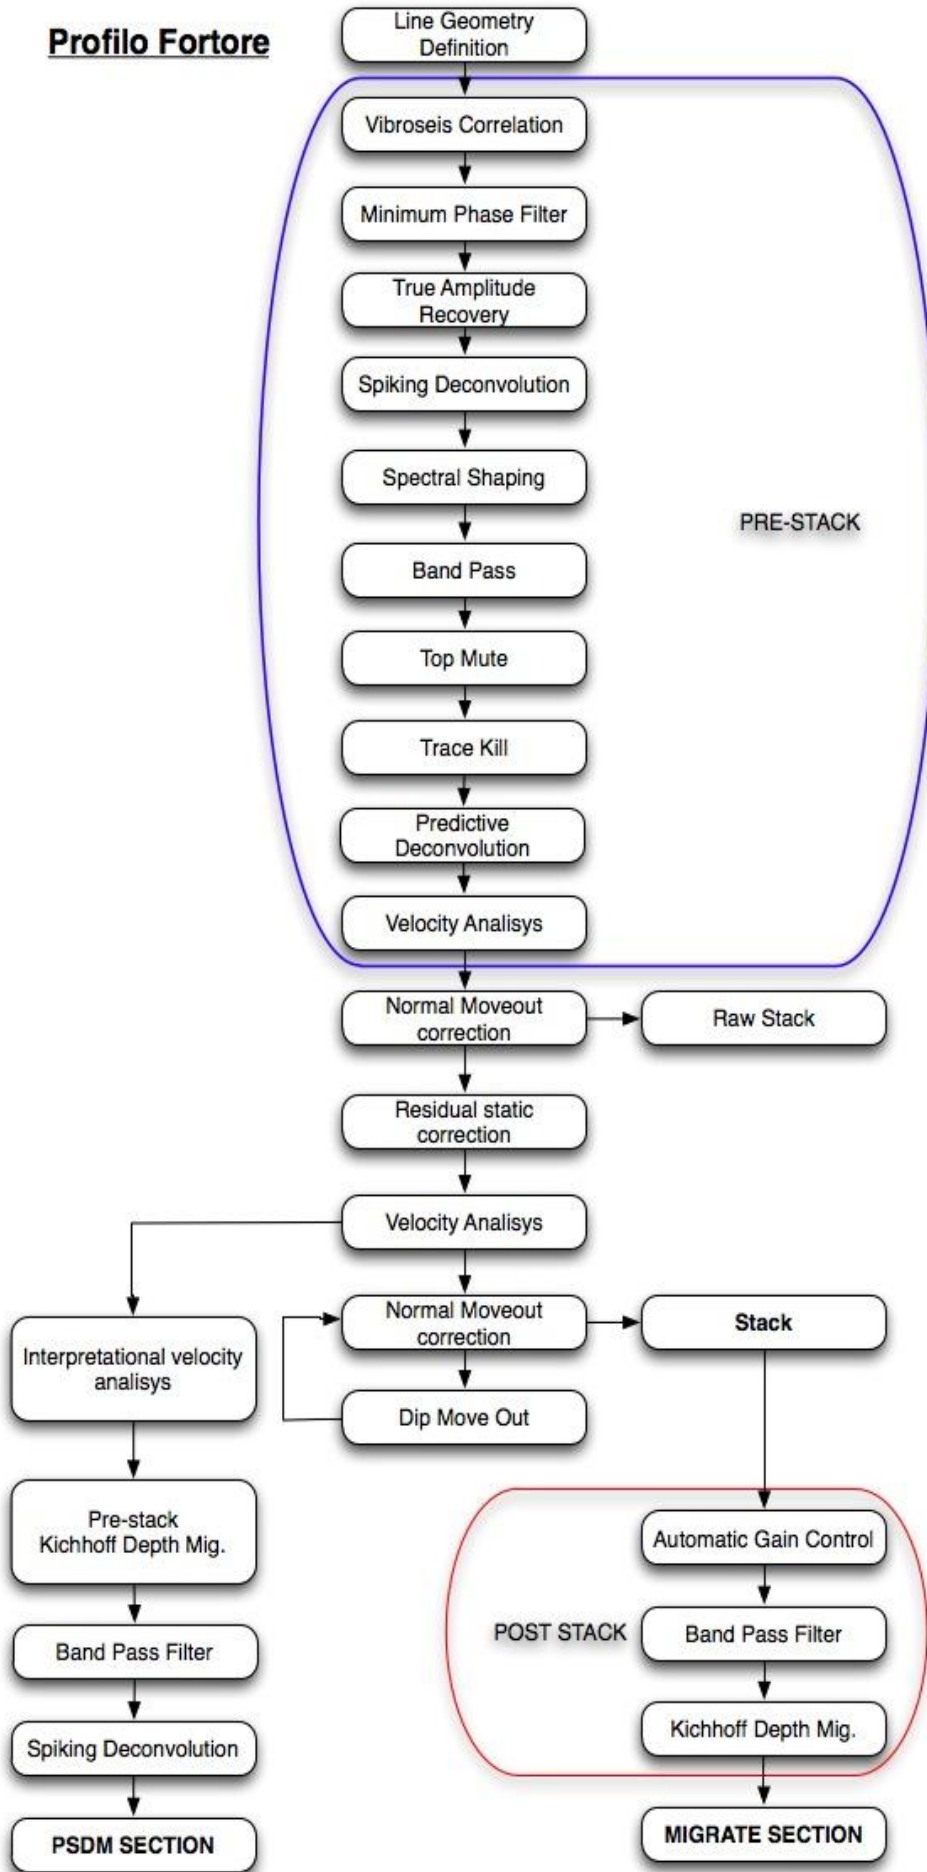 Profilo Fortore
Line Geometry
Definition
Vibroseis Correlation
Minimum Phase Filter
True Amplitude
Recovery
Spiking Deconvolution
Spectral Shaping
PRE-STACK
Band Pass
Top Mute
Trace Kill
Predictive
Deconvolution
Velocity Analisys
Normal Moveout
correction
Raw Stack
Residual static
correction
Velocity Analisys
Normal Moveout
correction
Stack
Interpretational velocity
analisys
Dip Move Out
Pre-stack
Kichhoff Depth Mig.
Automatic Gain Control
POST STACK
Band Pass Filter
Band Pass Filter
Kichhoff Depth Mig.
Spiking Deconvolution
PSDM SECTION
MIGRATE SECTION